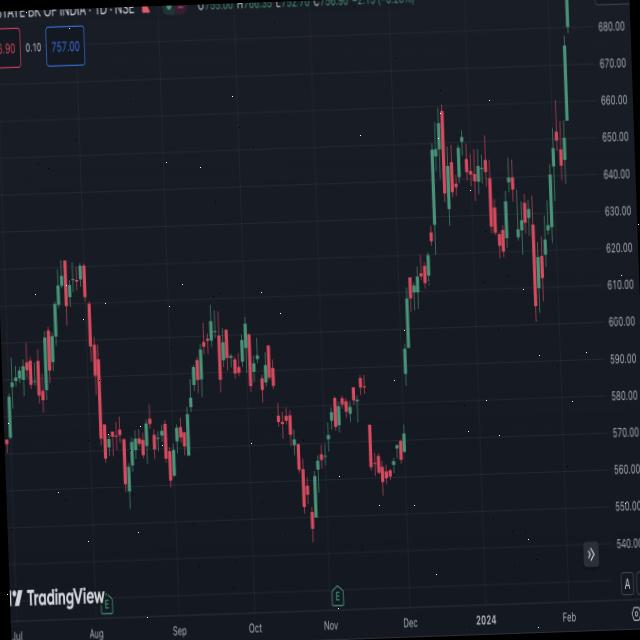 STATE BK OF INDIA · 1D · NSE O755.00 H766.35 L752.70 C756.90 −2.15 (−0.28%)
6.90 0.10 757.00
680.00
670.00
660.00
650.00
640.00
630.00
620.00
610.00
600.00
590.00
580.00
570.00
560.00
550.00
540.00
A
TradingView
E E
Jul Aug Sep Oct Nov Dec 2024 Feb